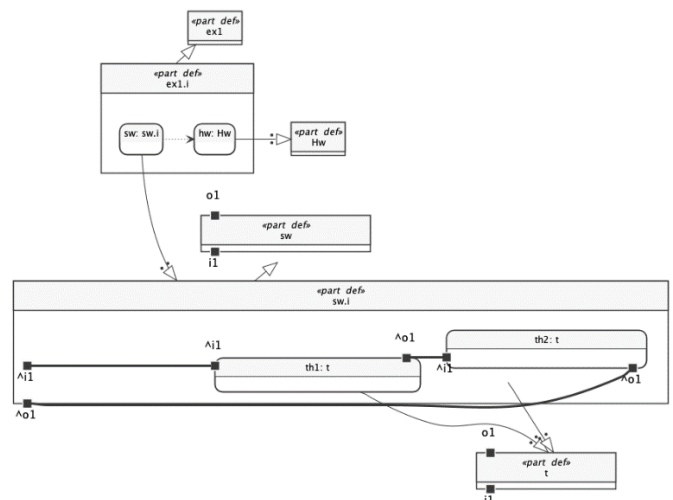 «part def»
ex1
«part def»
ex1.i
sw: sw.i
hw: Hw
«part def»
Hw
o1
«part def»
sw
i1
«part def»
sw.i
^i1
^o1
th2: t
^i1
th1: t
^i1
^o1
^o1
o1
«part def»
t
i1